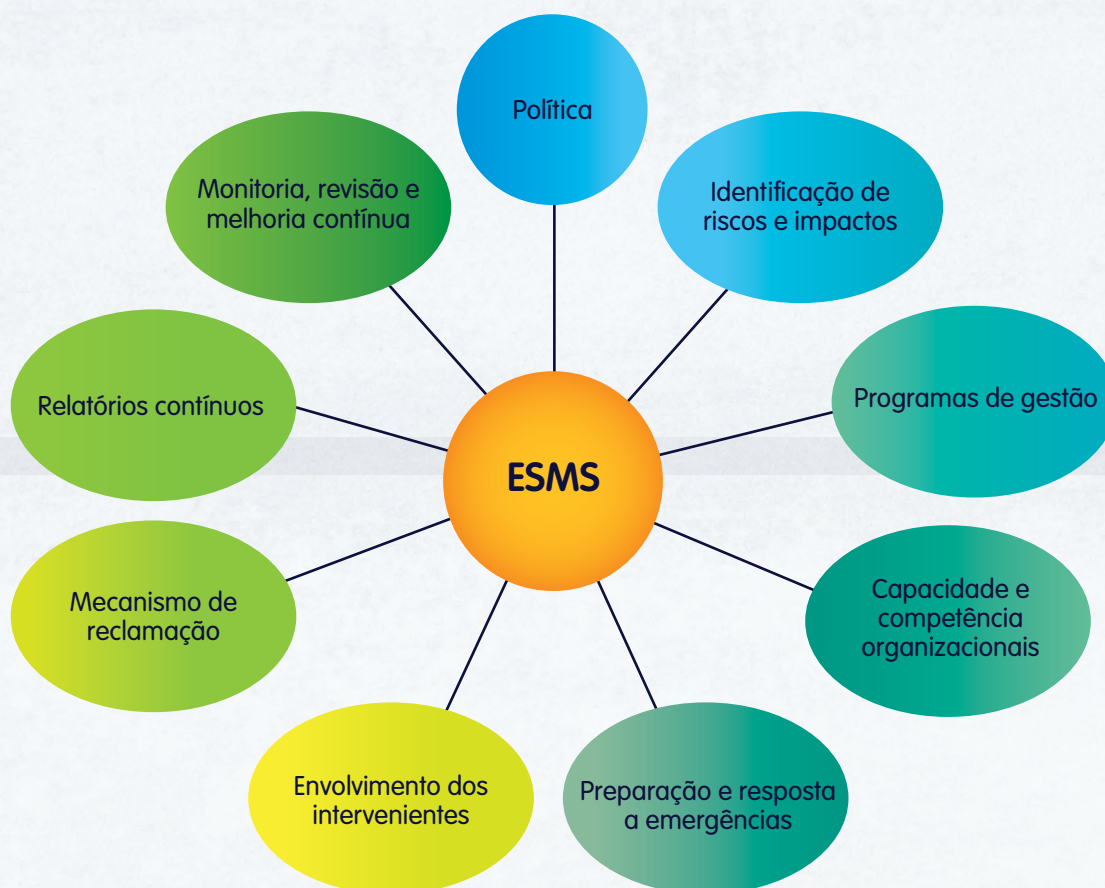 Política
Identificação de
riscos e impactos
Programas de gestão
Capacidade e
competência
organizacionais
Preparação e resposta
a emergências
Envolvimento dos
intervenientes
Mecanismo de
reclamação
Relatórios contínuos
Monitoria, revisão e
melhoria contínua
ESMS